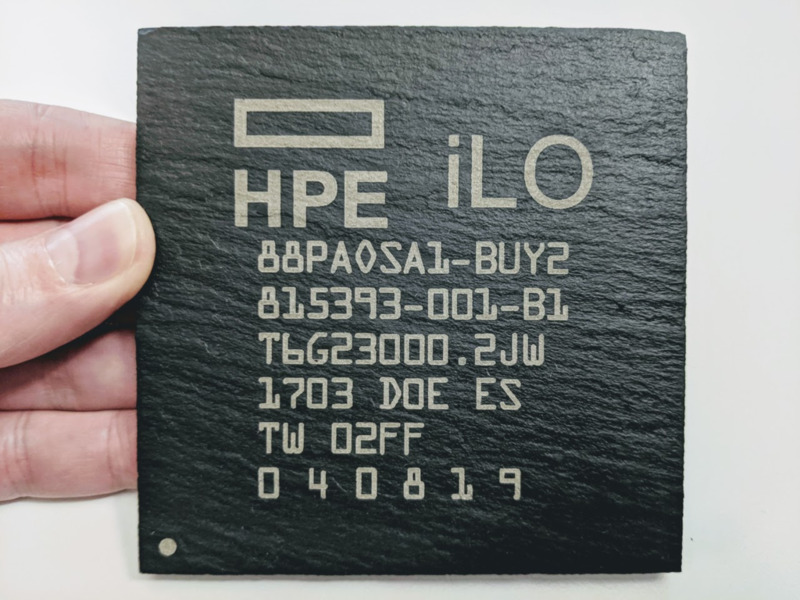 HPE iLO
88PA0SA1-BUY2
815393-001-B1
T6G23000.2JW
1703 D0E ES
TW 02FF
0 4 0 8 1 9